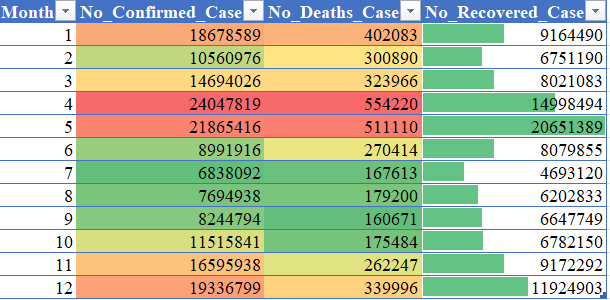 Month No_Confirmed_Case No_Deaths_Case No_Recovered_Case
1 18678589 402083 9164490
2 10560976 300890 6751190
3 14694026 323966 8021083
4 24047819 554220 14998494
5 21865416 511110 20651389
6 8991916 270414 8079855
7 6838092 167613 4693120
8 7694938 179200 6202833
9 8244794 160671 6647749
10 11515841 175484 6782150
11 16595938 262247 9172292
12 19336799 339996 11924903